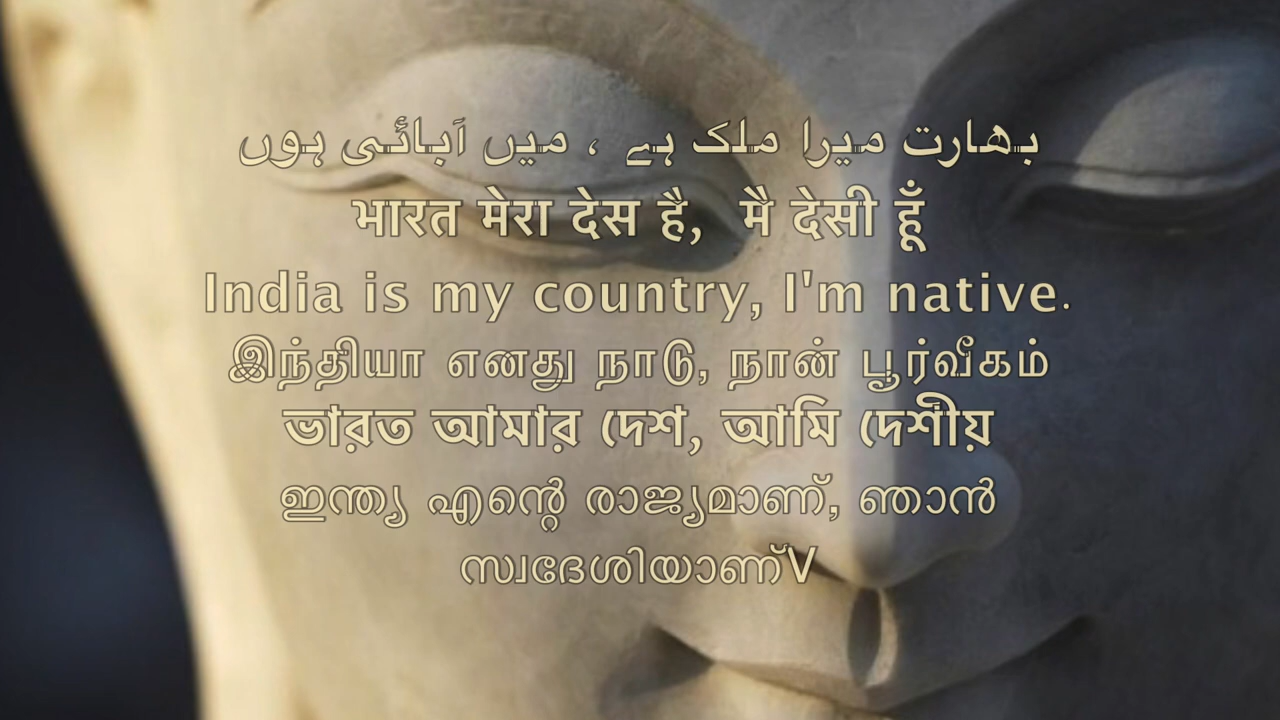 بھارت میرا ملک ہے ، میں آبائی ہوں
भारत मेरा देस है, मै देसी हूँ
India is my country, I'm native.
இந்தியா எனது நாடு, நான் பூர்வீகம்
ভারত আমার দেশ, আমি দেশীয়
ഇന്ത്യ എന്റെ രാജ്യമാണ്, ഞാൻ
സ്വദേശിയാണ്V